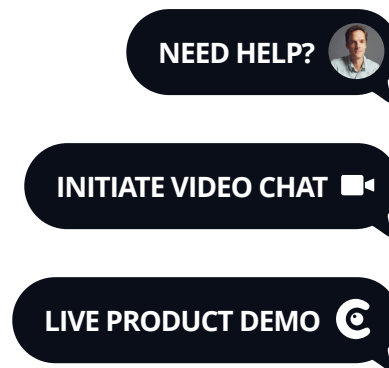 NEED HELP?
INITIATE VIDEO CHAT
LIVE PRODUCT DEMO